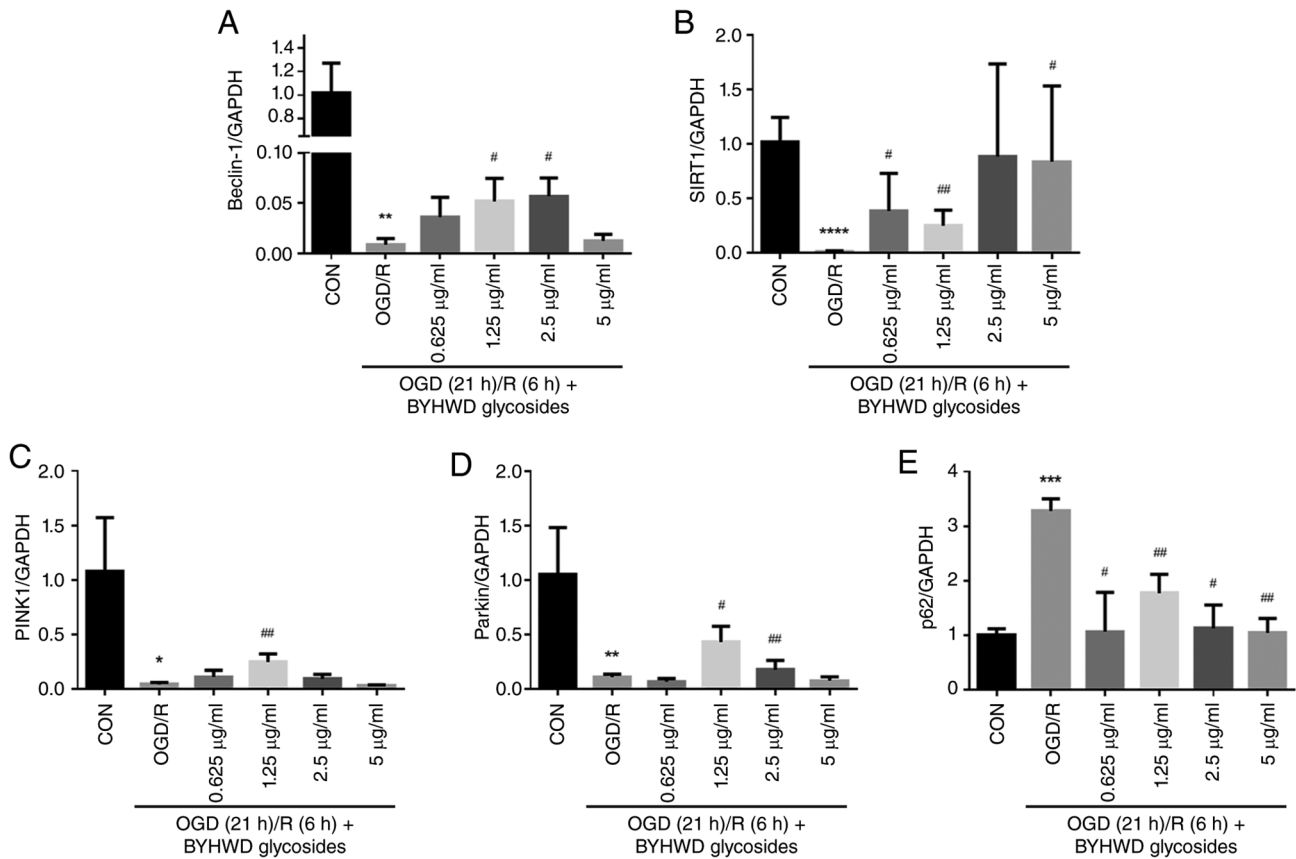 A
Beclin-1/GAPDH
1.4
1.2
1.0
0.8
0.10
0.05
0.00
**
#
#
CON
OGD/R
0.625 µg/ml
1.25 µg/ml
2.5 µg/ml
5 µg/ml
OGD (21 h)/R (6 h) +
BYHWD glycosides
B
SIRT1/GAPDH
2.0
1.5
1.0
0.5
0.0
****
#
##
#
CON
OGD/R
0.625 µg/ml
1.25 µg/ml
2.5 µg/ml
5 µg/ml
OGD (21 h)/R (6 h) +
BYHWD glycosides
C
PINK1/GAPDH
2.0
1.5
1.0
0.5
0.0
*
##
CON
OGD/R
0.625 µg/ml
1.25 µg/ml
2.5 µg/ml
5 µg/ml
OGD (21 h)/R (6 h) +
BYHWD glycosides
D
Parkin/GAPDH
2.0
1.5
1.0
0.5
0.0
**
#
##
CON
OGD/R
0.625 µg/ml
1.25 µg/ml
2.5 µg/ml
5 µg/ml
OGD (21 h)/R (6 h) +
BYHWD glycosides
E
p62/GAPDH
4
3
2
1
0
***
#
##
#
##
CON
OGD/R
0.625 µg/ml
1.25 µg/ml
2.5 µg/ml
5 µg/ml
OGD (21 h)/R (6 h) +
BYHWD glycosides